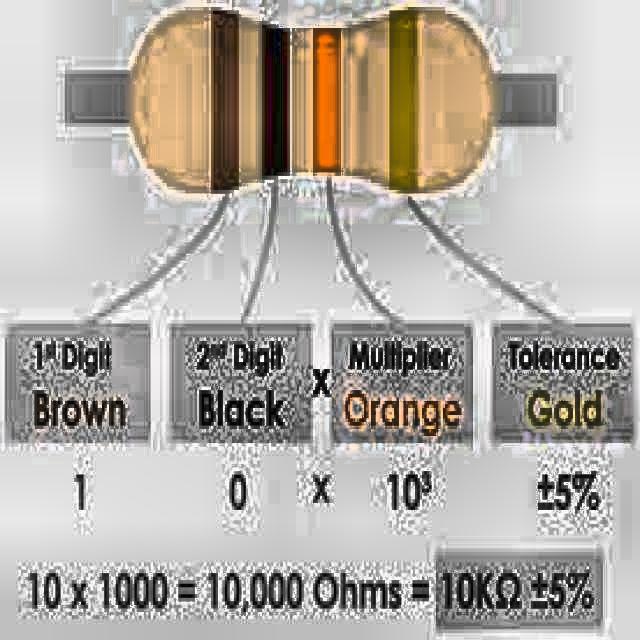 1st Digit 2nd Digit Multiplier Tolerance
Brown Black x Orange Gold
1 0 x 10³ ±5%
10 x 1000 = 10,000 Ohms = 10KΩ ±5%